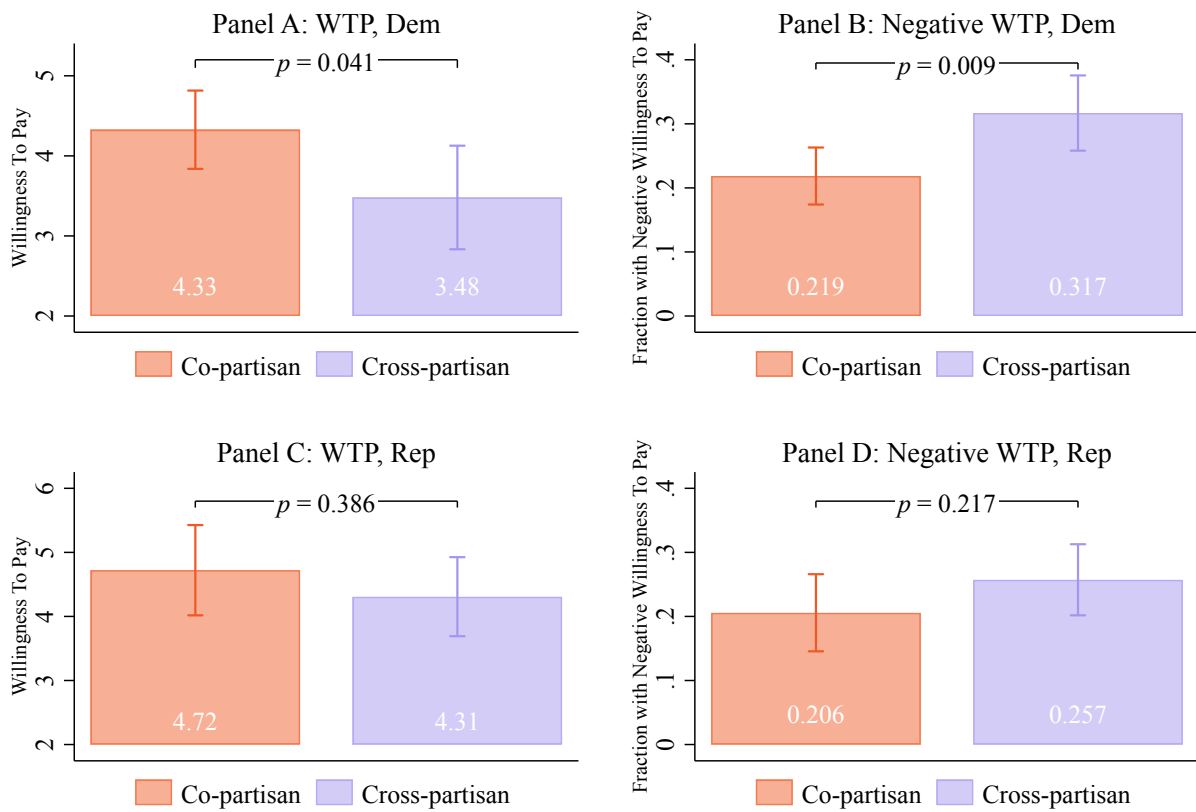 Panel A: WTP, Dem
Willingness To Pay
5
4
3
2
p = 0.041
4.33
3.48
Co-partisan
Cross-partisan
Panel B: Negative WTP, Dem
Fraction with Negative Willingness To Pay
.4
.3
.2
.1
0
p = 0.009
0.219
0.317
Co-partisan
Cross-partisan
Panel C: WTP, Rep
Willingness To Pay
6
5
4
3
2
p = 0.386
4.72
4.31
Co-partisan
Cross-partisan
Panel D: Negative WTP, Rep
Fraction with Negative Willingness To Pay
.4
.3
.2
.1
0
p = 0.217
0.206
0.257
Co-partisan
Cross-partisan